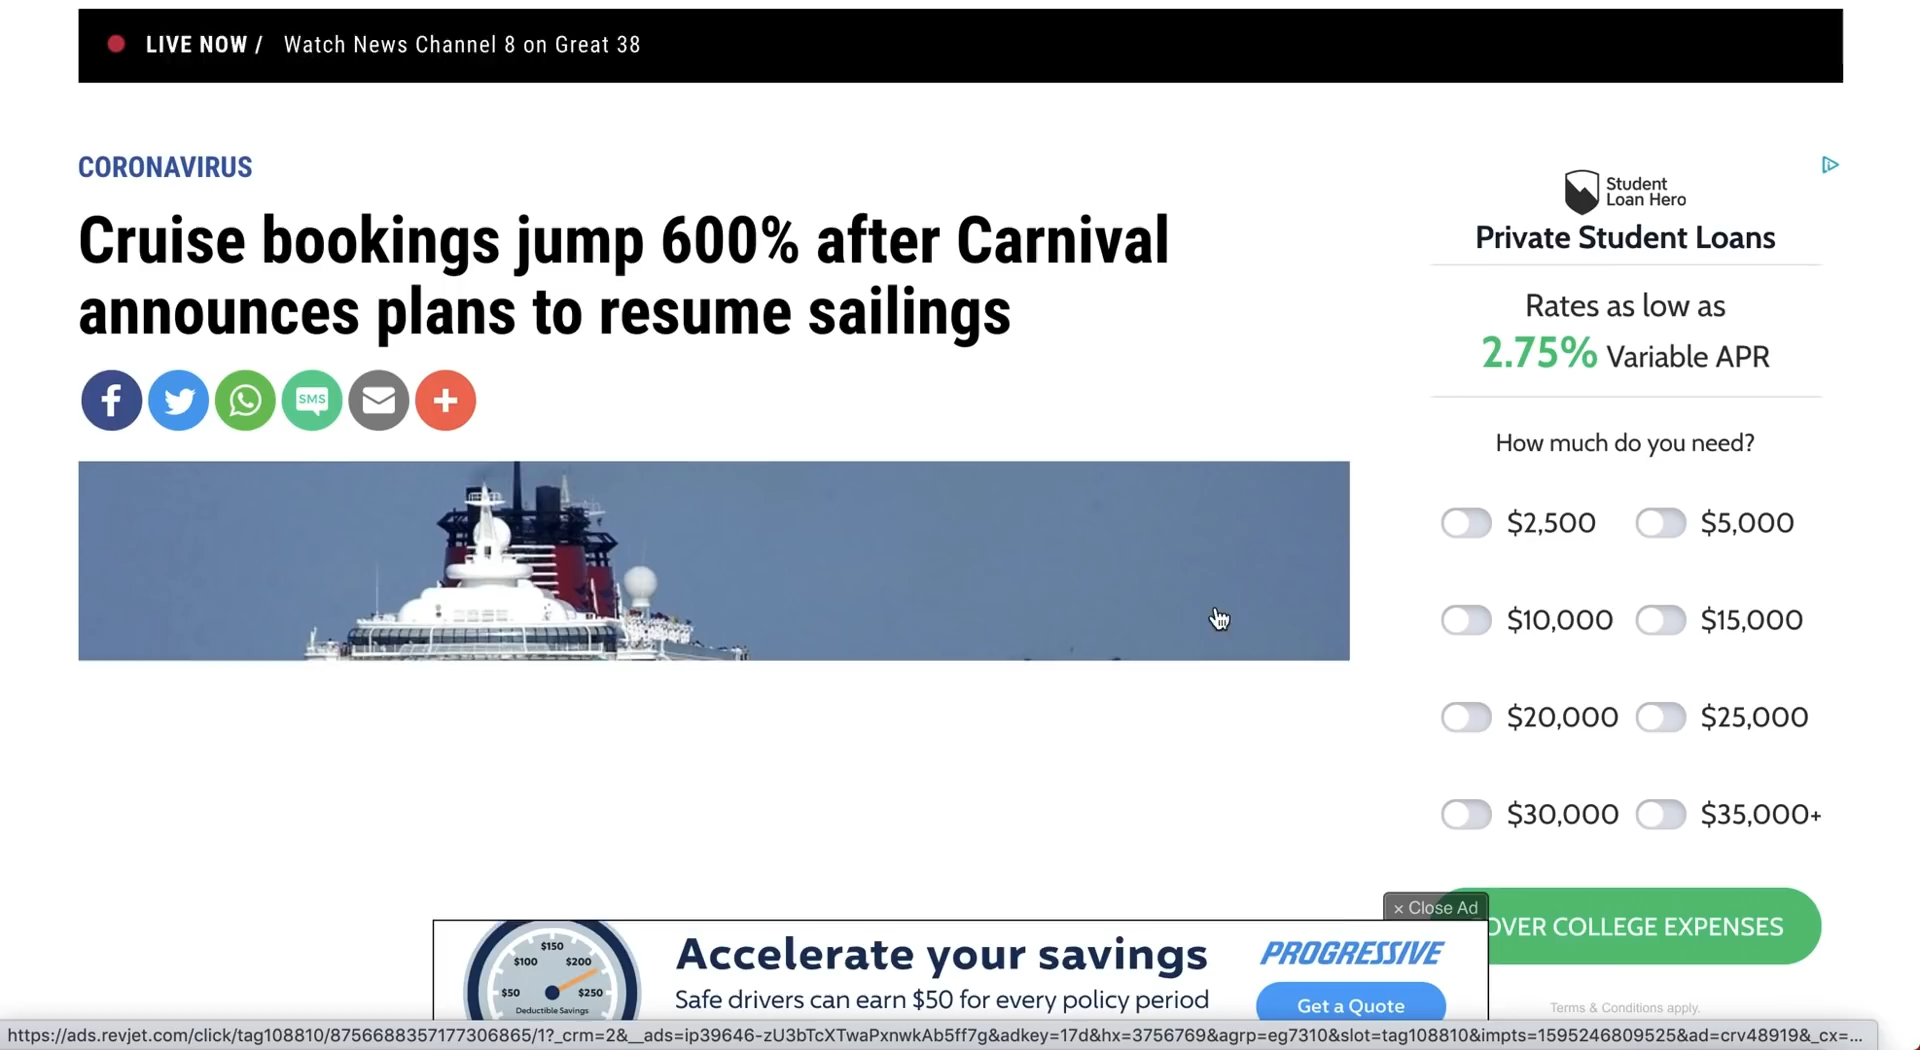 LIVE NOW / Watch News Channel 8 on Great 38
CORONAVIRUS
Cruise bookings jump 600% after Carnival
announces plans to resume sailings
SMS
Student
Loan Hero
Private Student Loans
Rates as low as
2.75% Variable APR
How much do you need?
$2,500 $5,000
$10,000 $15,000
$20,000 $25,000
$30,000 $35,000+
OVER COLLEGE EXPENSES
Terms & Conditions apply.
× Close Ad
$50 $100 $150 $200 $250
Deductible Savings
Accelerate your savings
Safe drivers can earn $50 for every policy period
PROGRESSIVE
Get a Quote
https://ads.revjet.com/click/tag108810/8756688357177306865/1?_crm=2&__ads=ip39646-zU3bTcXTwaPxnwkAb5ff7g&adkey=17d&hx=3756769&agrp=eg7310&slot=tag108810&impts=1595246809525&ad=crv48919&_cx=...